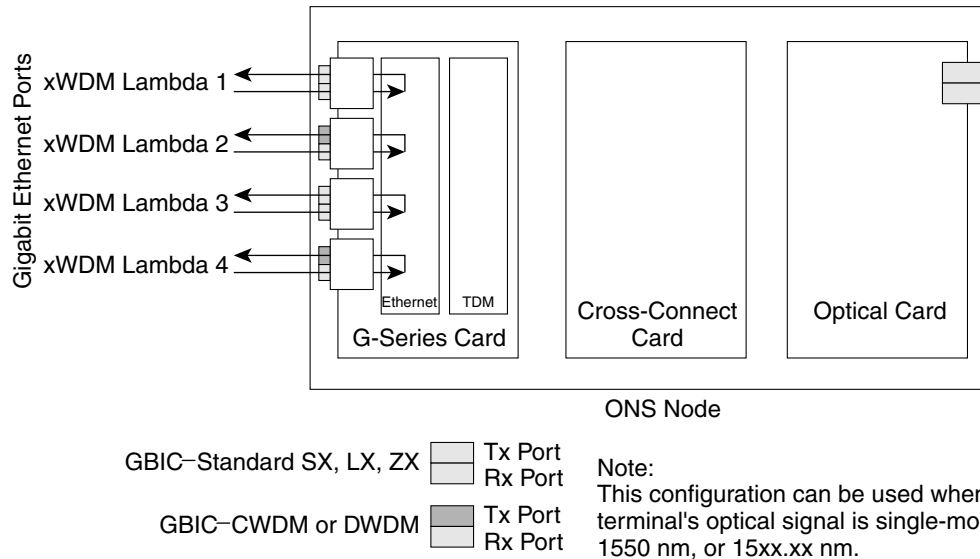 Gigabit Ethernet Ports
xWDM Lambda 1
xWDM Lambda 2
xWDM Lambda 3
xWDM Lambda 4
Ethernet
TDM
G-Series Card
Cross-Connect
Card
Optical Card
ONS Node
GBIC–Standard SX, LX, ZX
Tx Port
Rx Port
GBIC–CWDM or DWDM
Tx Port
Rx Port
Note:
This configuration can be used when
terminal's optical signal is single-mo
1550 nm, or 15xx.xx nm.